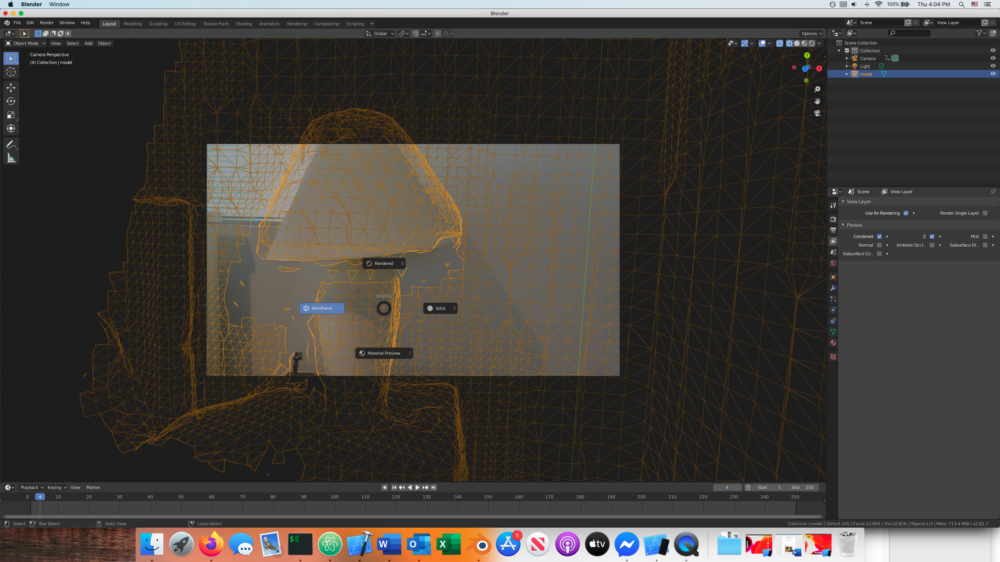 Blender Window 100% Thu 4:04 PM
Blender
File Edit Render Window Help Layout Modeling Sculpting UV Editing Texture Paint Shading Animation Rendering Compositing Scripting + Scene View Layer
Global Options
Object Mode View Select Add Object
Camera Perspective
(4) Collection | model
Y
Z X
Scene Collection
Collection
Camera
Light
model
Scene View Layer
View Layer
Use for Rendering Render Single Layer
Passes
Combined Z Mist
Normal Ambient Occl.. Subsurface Di..
Subsurface Co..
Rendered 8
Shading
Wireframe 4 Solid 6
Material Preview 2
Playback Keying View Marker 4 Start 1 End 250
0 4 10 20 30 40 50 60 70 80 90 100 110 120 130 140 150 160 170 180 190 200 210 220 230 240 250
Select Box Select Dolly View Lasso Select Collection | model | Verts:6,345 | Faces:10,856 | Tris:10,856 | Objects:1/3 | Mem: 713.4 MiB | v2.82.7
$ W O X 1 tv W